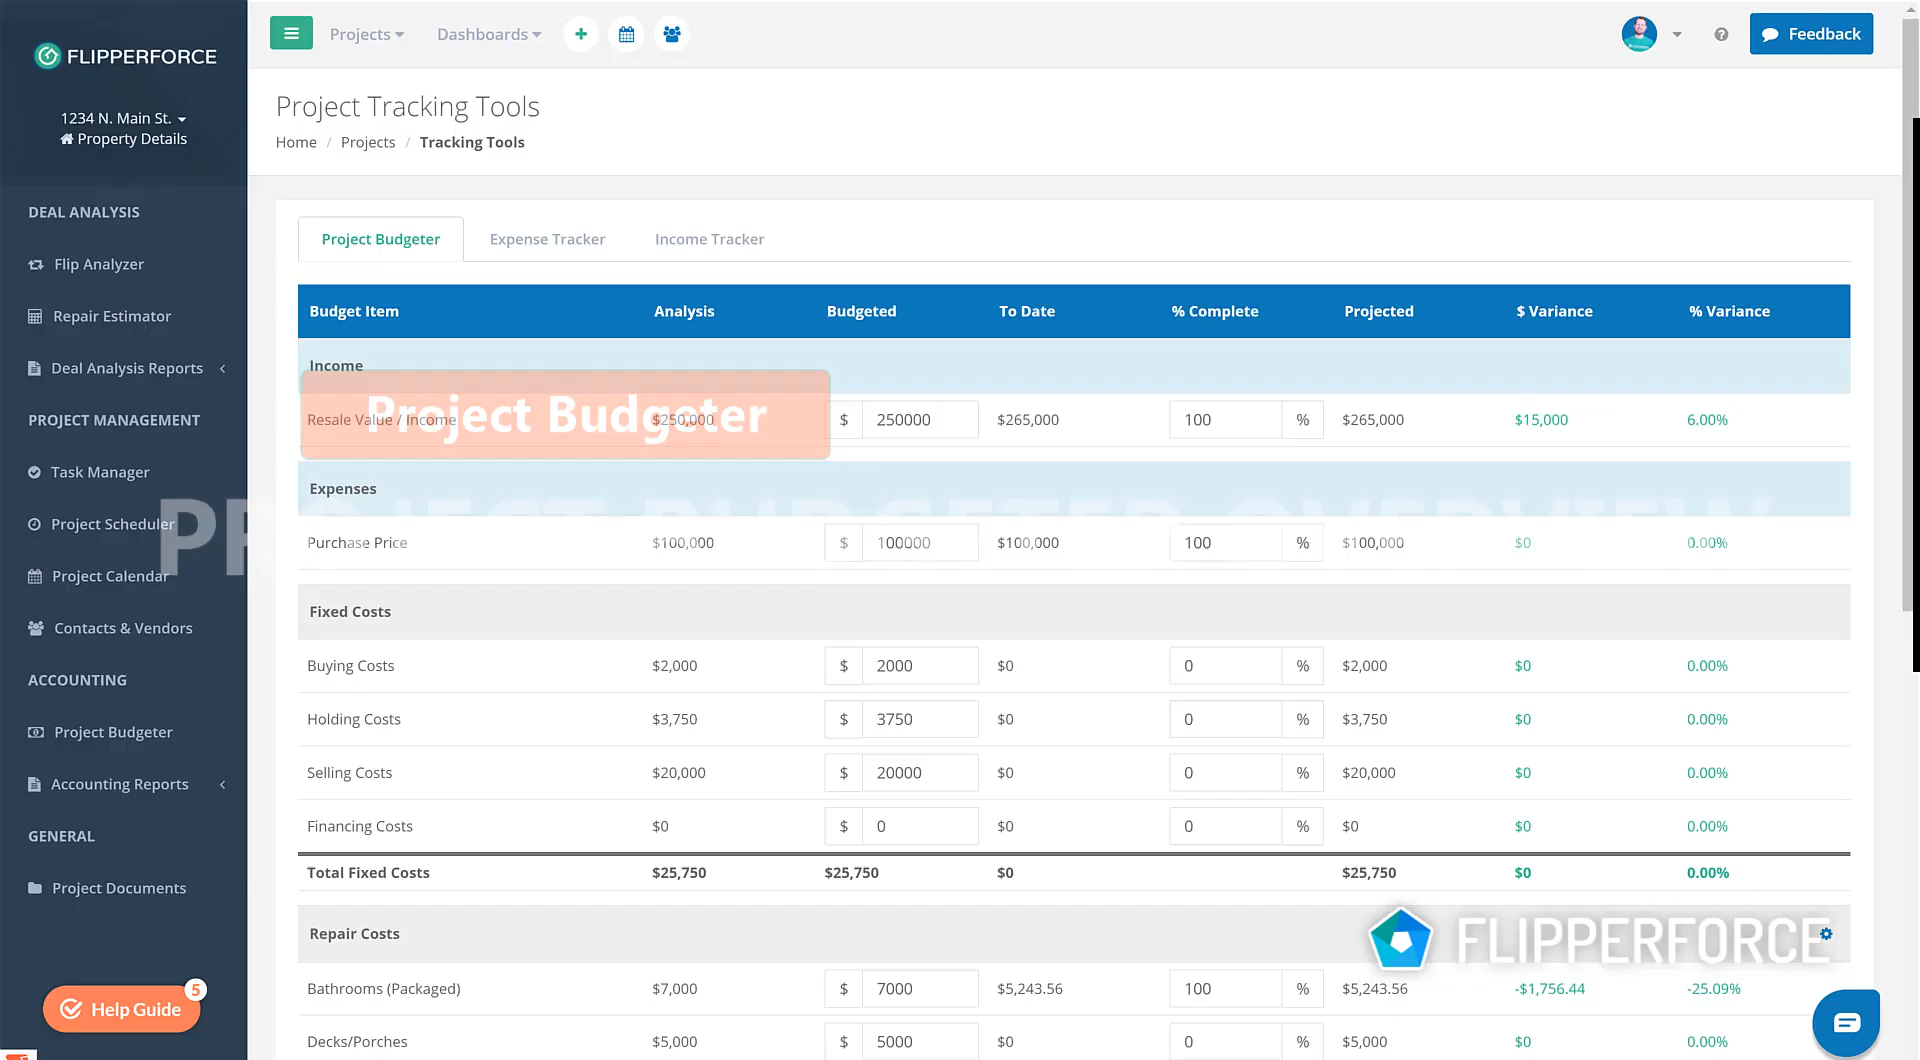 FLIPPERFORCE
1234 N. Main St.
Property Details
DEAL ANALYSIS
Flip Analyzer
Repair Estimator
Deal Analysis Reports
PROJECT MANAGEMENT
Task Manager
Project Scheduler
Project Calendar
Contacts & Vendors
ACCOUNTING
Project Budgeter
Accounting Reports
GENERAL
Project Documents
Help Guide 5
Projects Dashboards
? Feedback
Project Tracking Tools
Home / Projects / Tracking Tools
Project Budgeter Expense Tracker Income Tracker
Budget Item Analysis Budgeted To Date % Complete Projected $ Variance % Variance
Income
Project Budgeter
Resale Value / Income $250,000 $ 250000 $265,000 100 % $265,000 $15,000 6.00%
Expenses
PROJECT BUDGETER OVERVIEW
Purchase Price $100,000 $ 100000 $100,000 100 % $100,000 $0 0.00%
Fixed Costs
Buying Costs $2,000 $ 2000 $0 0 % $2,000 $0 0.00%
Holding Costs $3,750 $ 3750 $0 0 % $3,750 $0 0.00%
Selling Costs $20,000 $ 20000 $0 0 % $20,000 $0 0.00%
Financing Costs $0 $ 0 $0 0 % $0 $0 0.00%
Total Fixed Costs $25,750 $25,750 $0 $25,750 $0 0.00%
Repair Costs
FLIPPERFORCE
Bathrooms (Packaged) $7,000 $ 7000 $5,243.56 100 % $5,243.56 -$1,756.44 -25.09%
Decks/Porches $5,000 $ 5000 $0 0 % $5,000 $0 0.00%